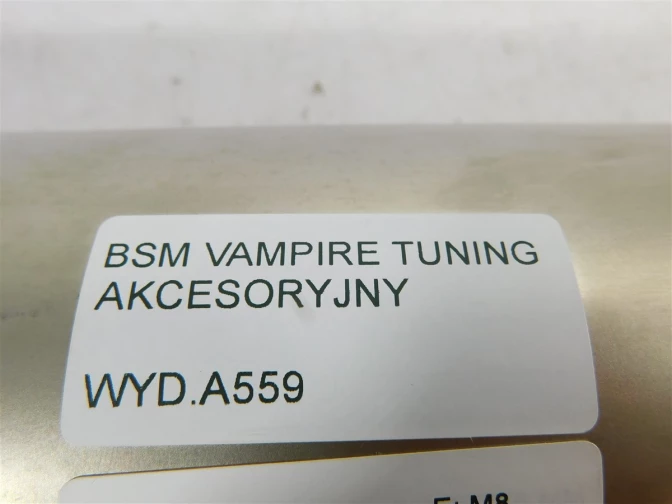 BSM VAMPIRE TUNING
AKCESORYJNY
WYD.A559